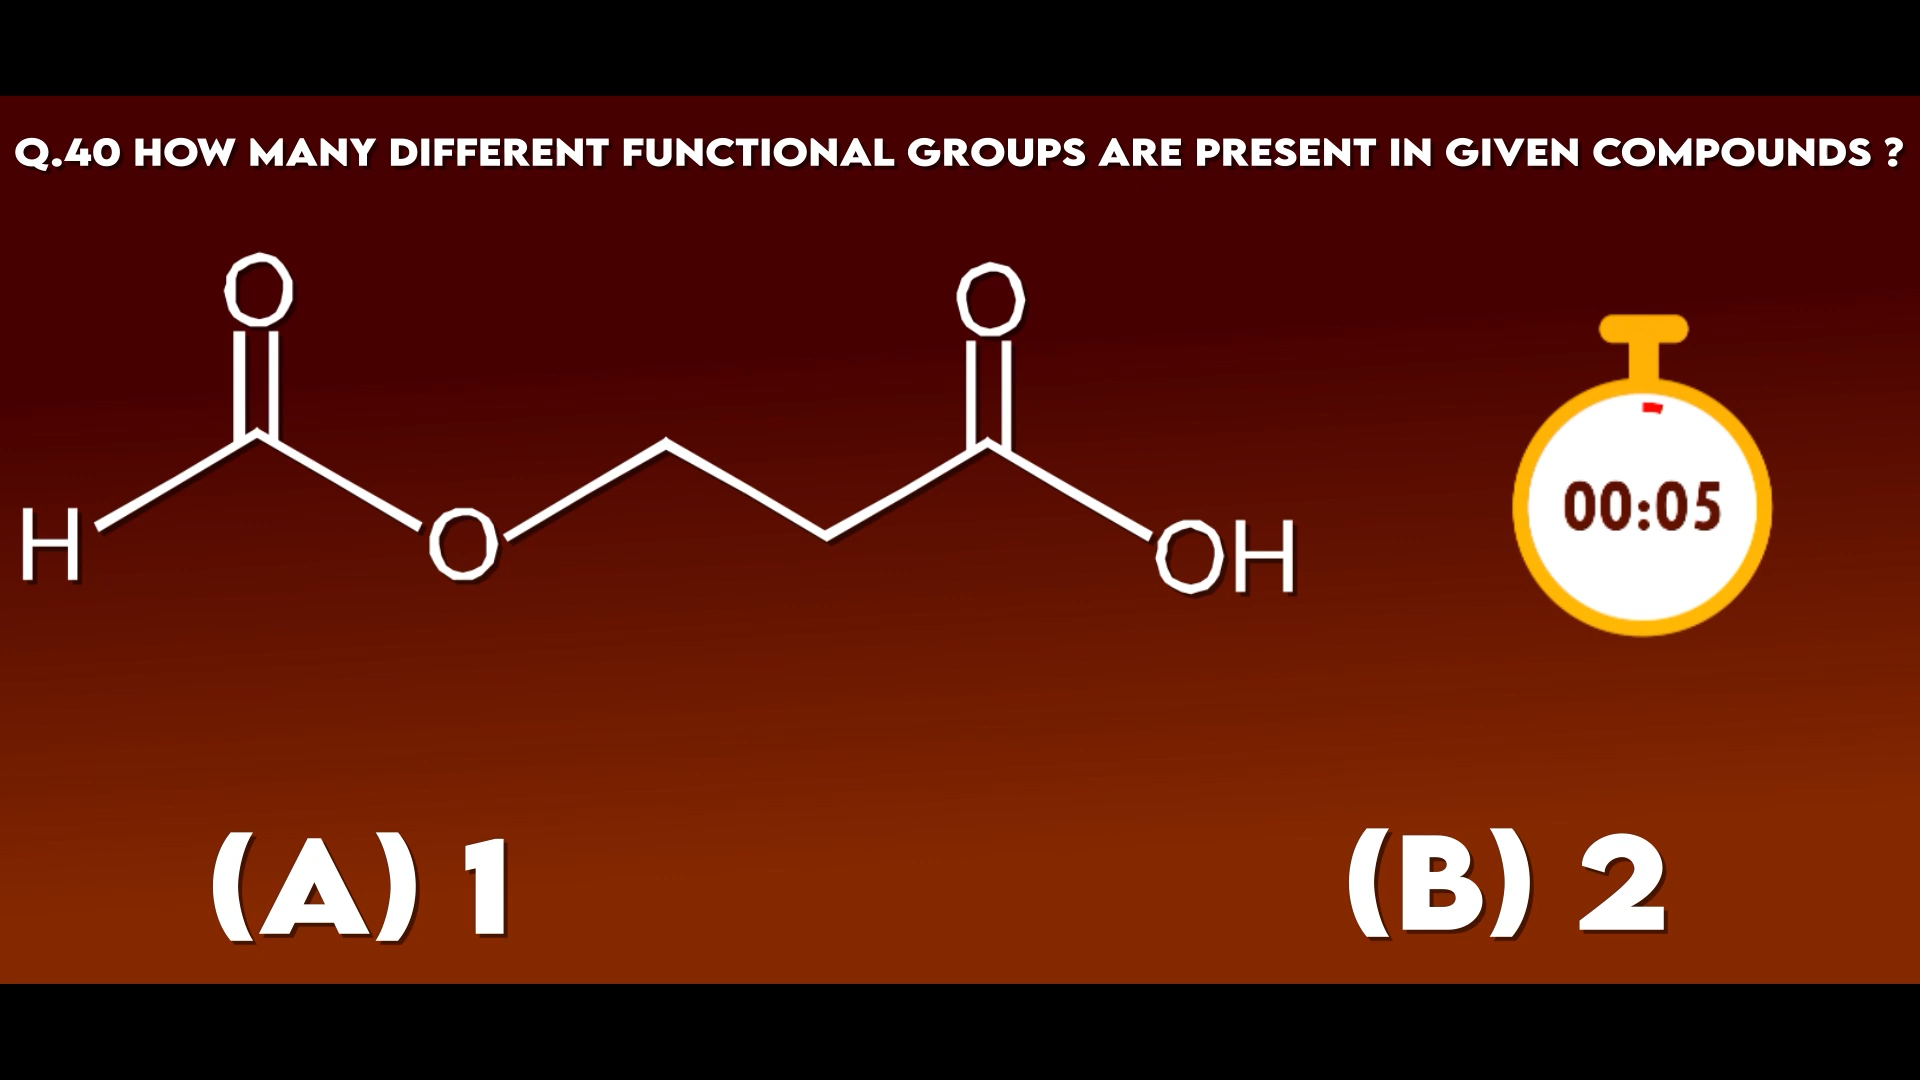 Q.40 HOW MANY DIFFERENT FUNCTIONAL GROUPS ARE PRESENT IN GIVEN COMPOUNDS ?
O O
H O OH
00:05
(A) 1 (B) 2